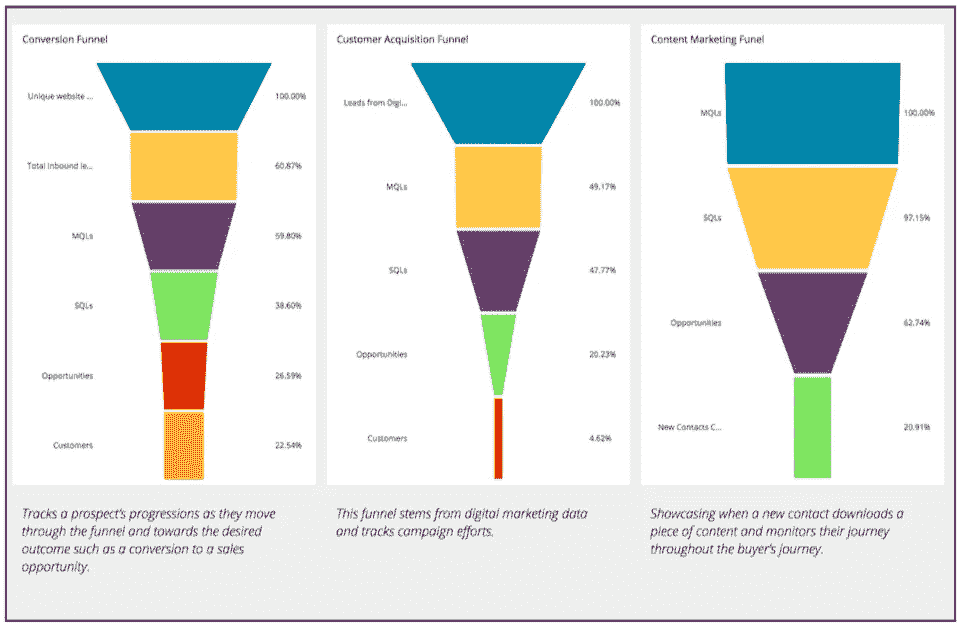 Conversion Funnel
Unique website ...
100.00%
Total Inbound le...
60.87%
MQLs
59.80%
SQLs
38.60%
Opportunities
26.59%
Customers
22.54%
Tracks a prospect's progressions as they move
through the funnel and towards the desired
outcome such as a conversion to a sales
opportunity.
Customer Acquisition Funnel
Leads from Digi...
100.00%
MQLs
49.17%
SQLs
47.77%
Opportunities
20.23%
Customers
4.62%
This funnel stems from digital marketing data
and tracks campaign efforts.
Content Marketing Funel
MQLs
100.00%
SQLs
97.15%
Opportunities
62.74%
New Contacts C...
20.91%
Showcasing when a new contact downloads a
piece of content and monitors their journey
throughout the buyer's journey.